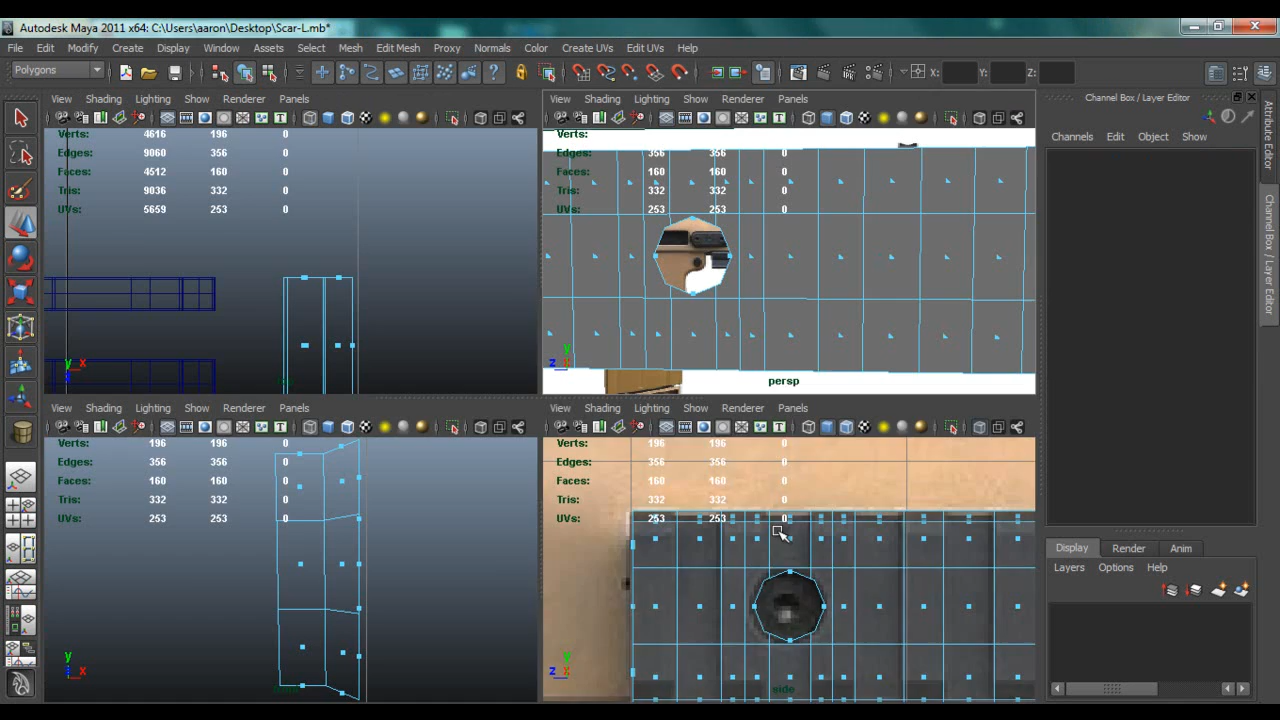 Autodesk Maya 2011 x64: C:\Users\aaron\Desktop\Scar-L.mb*
File Edit Modify Create Display Window Assets Select Mesh Edit Mesh Proxy Normals Color Create UVs Edit UVs Help
Polygons
X: Y: Z:
View Shading Lighting Show Renderer Panels
Verts: 4616 196 0
Edges: 9060 356 0
Faces: 4512 160 0
Tris: 9036 332 0
UVs: 5659 253 0
y x
View Shading Lighting Show Renderer Panels
Verts:
Edges: 356 356 0
Faces: 160 160 0
Tris: 332 332 0
UVs: 253 253 0
y
z
persp
View Shading Lighting Show Renderer Panels
Verts: 196 196 0
Edges: 356 356 0
Faces: 160 160 0
Tris: 332 332 0
UVs: 253 253 0
y
x
View Shading Lighting Show Renderer Panels
Verts: 196 196 0
Edges: 356 356 0
Faces: 160 160 0
Tris: 332 332 0
UVs: 253 253 0
y
z
side
Channel Box / Layer Editor
Channels Edit Object Show
Attribute Editor
Channel Box / Layer Editor
Display Render Anim
Layers Options Help